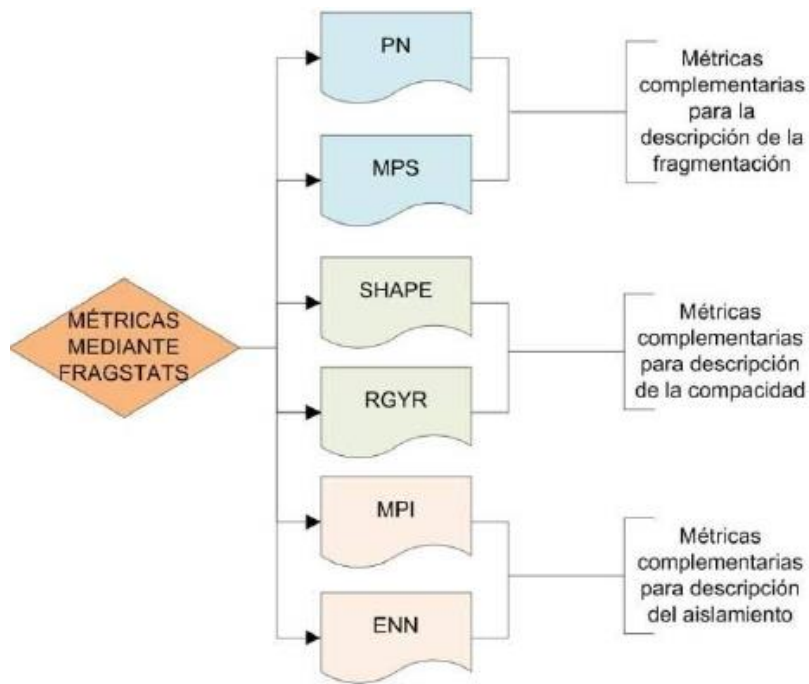 PN
MPS
Métricas
complementarias
para la
descripción de la
fragmentación
MÉTRICAS
MEDIANTE
FRAGSTATS
SHAPE
RGYR
Métricas
complementarias
para descripción
de la compacidad
MPI
ENN
Métricas
complementarias
para descripción
del aislamiento